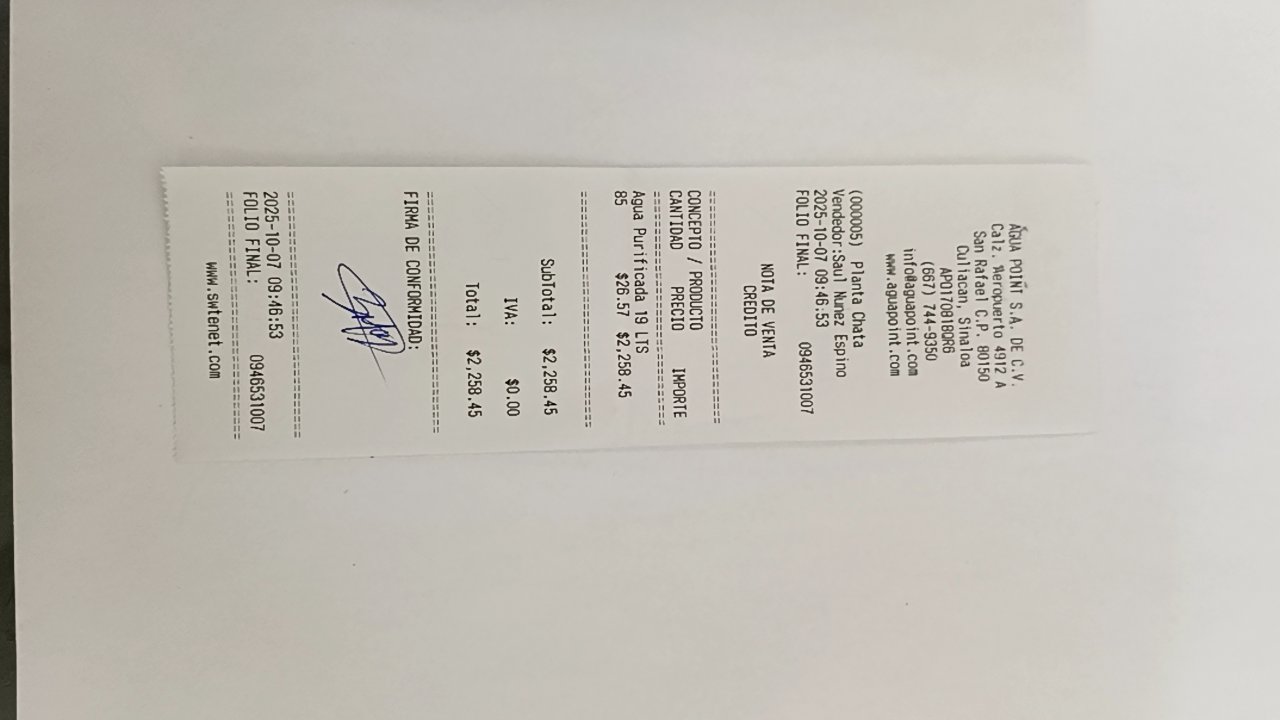 AGUA POINT S.A. DE C.V.
Calz. Aeropuerto 4912 A
San Rafael C.P. 80150
Culiacan, Sinaloa
APO170818QR6
(667) 744-9350
info@aguapoint.com
www.aguapoint.com
(000005) Planta Chata
Vendedor:Saul Nunez Espino
2025-10-07 09:46:53
FOLIO FINAL: 0946531007
NOTA DE VENTA
CREDITO
CONCEPTO / PRODUCTO
CANTIDAD PRECIO IMPORTE
Agua Purificada 19 LTS
85 $26.57 $2,258.45
SubTotal: $2,258.45
IVA: $0.00
Total: $2,258.45
FIRMA DE CONFORMIDAD:
2025-10-07 09:46:53
FOLIO FINAL: 0946531007
www.swtenet.com